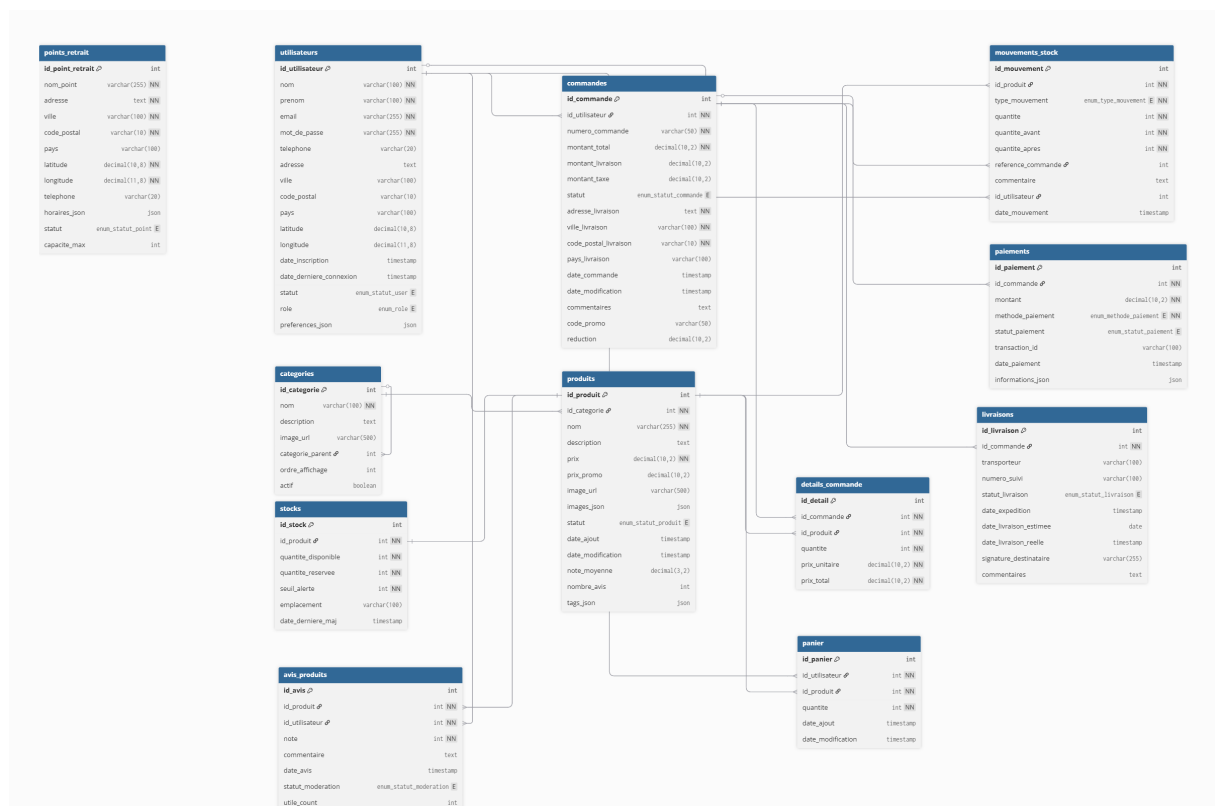 points_retrait
id_point_retrait int
nom_point varchar(255) NN
adresse text NN
ville varchar(100) NN
code_postal varchar(10) NN
pays varchar(100)
latitude decimal(10,8) NN
longitude decimal(11,8) NN
telephone varchar(20)
horaires_json json
statut enum_statut_point E
capacite_max int
utilisateurs
id_utilisateur int
nom varchar(100) NN
prenom varchar(100) NN
email varchar(255) NN
mot_de_passe varchar(255) NN
telephone varchar(20)
adresse text
ville varchar(100)
code_postal varchar(10)
pays varchar(100)
latitude decimal(10,8)
longitude decimal(11,8)
date_inscription timestamp
date_derniere_connexion timestamp
statut enum_statut_user E
role enum_role E
preferences_json json
commandes
id_commande int
id_utilisateur int NN
numero_commande varchar(50) NN
montant_total decimal(10,2) NN
montant_livraison decimal(10,2)
montant_taxe decimal(10,2)
statut enum_statut_commande E
adresse_livraison text NN
ville_livraison varchar(100) NN
code_postal_livraison varchar(10) NN
pays_livraison varchar(100)
date_commande timestamp
date_modification timestamp
commentaires text
code_promo varchar(50)
reduction decimal(10,2)
mouvements_stock
id_mouvement int
id_produit int NN
type_mouvement enum_type_mouvement E NN
quantite int NN
quantite_avant int NN
quantite_apres int NN
reference_commande int
commentaire text
id_utilisateur int
date_mouvement timestamp
paiements
id_paiement int
id_commande int NN
montant decimal(10,2) NN
methode_paiement enum_methode_paiement E NN
statut_paiement enum_statut_paiement E
transaction_id varchar(100)
date_paiement timestamp
informations_json json
categories
id_categorie int
nom varchar(100) NN
description text
image_url varchar(500)
categorie_parent int
ordre_affichage int
actif boolean
produits
id_produit int
id_categorie int NN
nom varchar(255) NN
description text
prix decimal(10,2) NN
prix_promo decimal(10,2)
image_url varchar(500)
images_json json
statut enum_statut_produit E
date_ajout timestamp
date_modification timestamp
note_moyenne decimal(3,2)
nombre_avis int
tags_json json
livraisons
id_livraison int
id_commande int NN
transporteur varchar(100)
numero_suivi varchar(100)
statut_livraison enum_statut_livraison E
date_expedition timestamp
date_livraison_estimee date
date_livraison_reelle timestamp
signature_destinataire varchar(255)
commentaires text
details_commande
id_detail int
id_commande int NN
id_produit int NN
quantite int NN
prix_unitaire decimal(10,2) NN
prix_total decimal(10,2) NN
stocks
id_stock int
id_produit int NN
quantite_disponible int NN
quantite_reservee int NN
seuil_alerte int NN
emplacement varchar(100)
date_derniere_maj timestamp
panier
id_panier int
id_utilisateur int NN
id_produit int NN
quantite int NN
date_ajout timestamp
date_modification timestamp
avis_produits
id_avis int
id_produit int NN
id_utilisateur int NN
note int NN
commentaire text
date_avis timestamp
statut_moderation enum_statut_moderation E
utile_count int